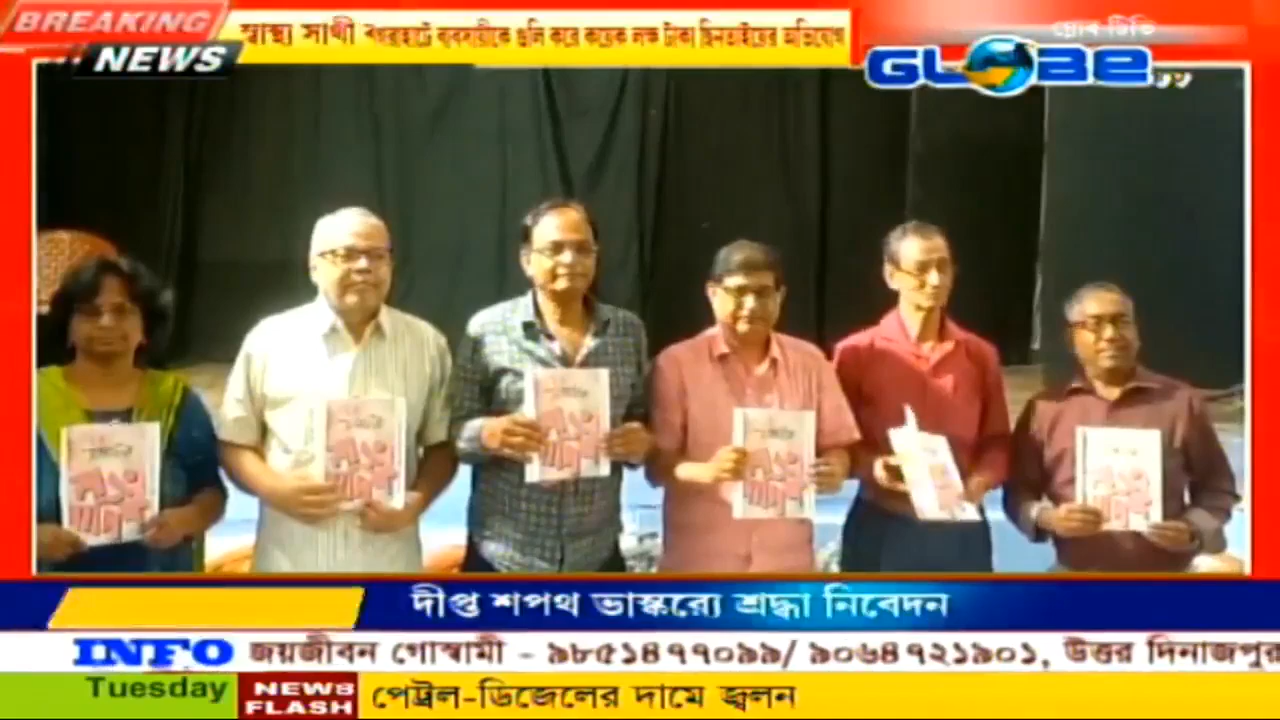 BREAKING
স্বাস্থ্য সাথী
ব্যবসায়ীকে গুলি করে কয়েক লক্ষ টাকা ছিনতাইয়ের অভিযোগ
গ্লোব টিভি
NEWS
GLOBE
দীপ্ত শপথ ভাস্কর্যে শ্রদ্ধা নিবেদন
INFO জয়জীবন গোস্বামী - ৯৮৫১৪৭৭০৯৯/ ৯০৬৪৭২১৯০১, উত্তর দিনাজপুর
Tuesday NEWS FLASH পেট্রল-ডিজেলের দামে জ্বলন